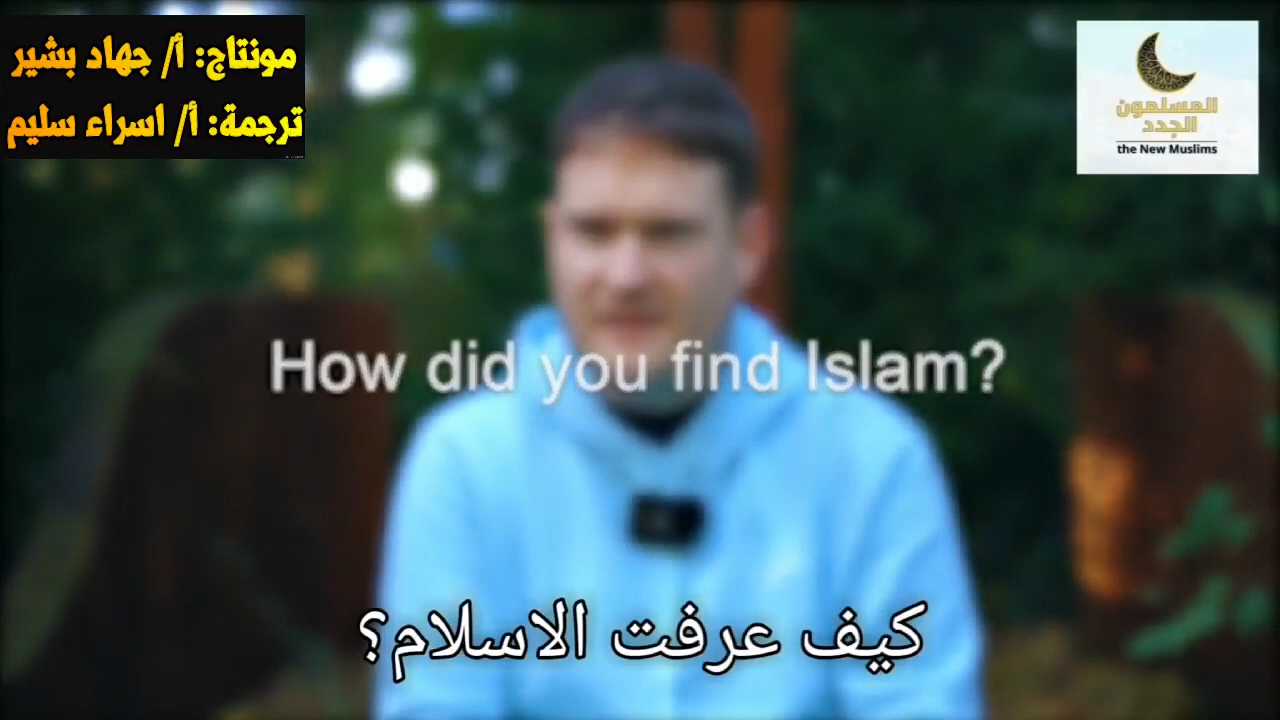 مونتاج: أ/ جهاد بشير
ترجمة: أ/ اسراء سليم
المسلمون
الجدد
the New Muslims
How did you find Islam?
كيف عرفت الاسلام؟